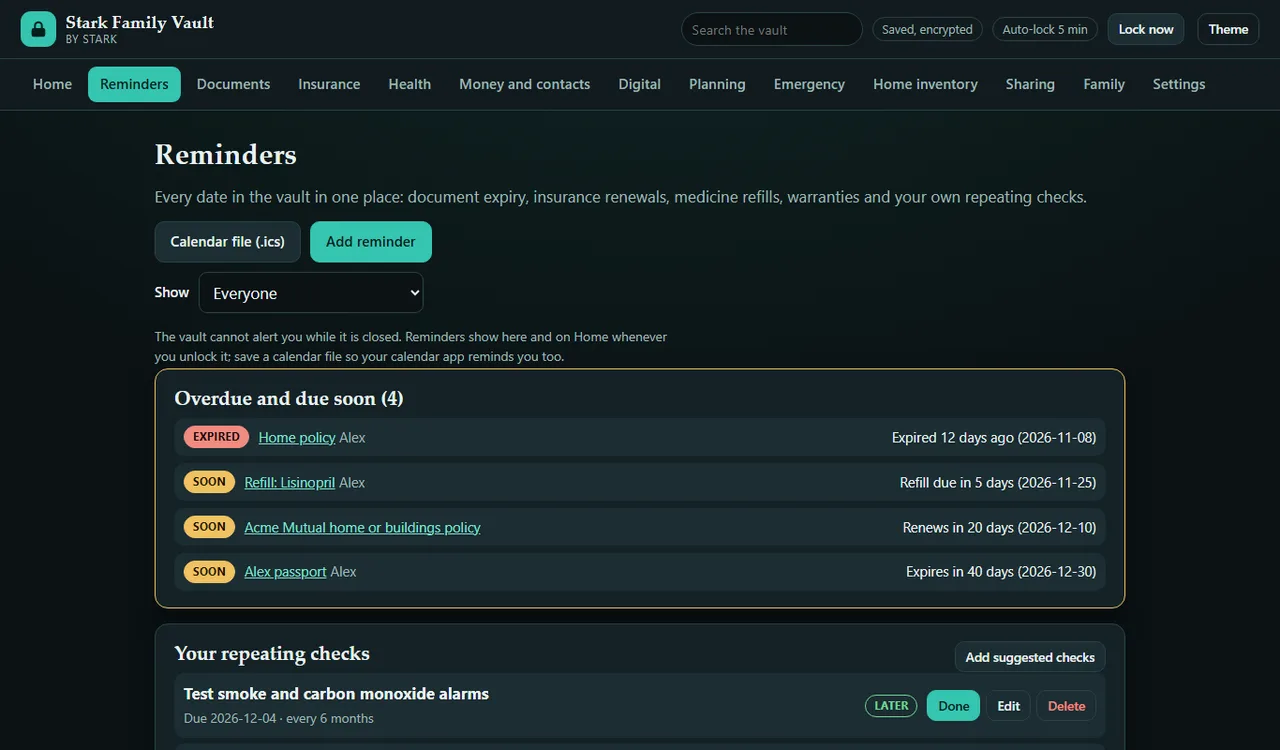 Stark Family Vault
BY STARK
Search the vault
Saved, encrypted
Auto-lock 5 min
Lock now
Theme
Home
Reminders
Documents
Insurance
Health
Money and contacts
Digital
Planning
Emergency
Home inventory
Sharing
Family
Settings
Reminders
Every date in the vault in one place: document expiry, insurance renewals, medicine refills, warranties and your own repeating checks.
Calendar file (.ics)
Add reminder
Show
Everyone
The vault cannot alert you while it is closed. Reminders show here and on Home whenever
you unlock it; save a calendar file so your calendar app reminds you too.
Overdue and due soon (4)
EXPIRED Home policy Alex Expired 12 days ago (2026-11-08)
SOON Refill: Lisinopril Alex Refill due in 5 days (2026-11-25)
SOON Acme Mutual home or buildings policy Renews in 20 days (2026-12-10)
SOON Alex passport Alex Expires in 40 days (2026-12-30)
Your repeating checks
Add suggested checks
Test smoke and carbon monoxide alarms
Due 2026-12-04 · every 6 months
LATER
Done
Edit
Delete